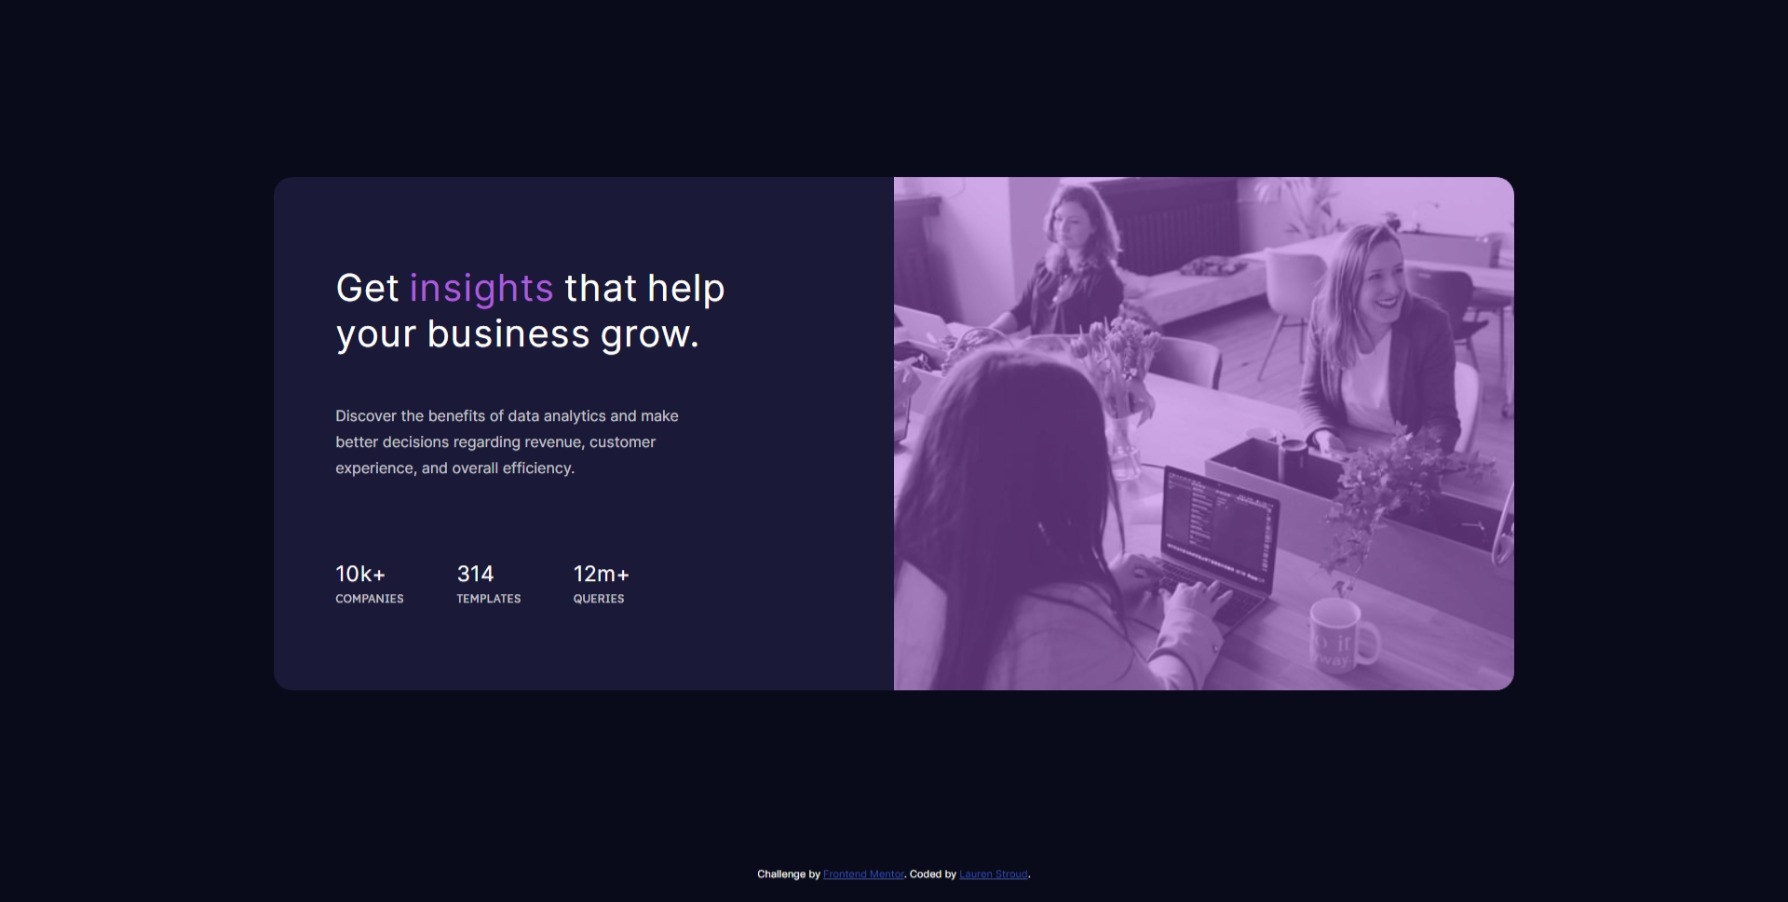 Get insights that help
your business grow.
Discover the benefits of data analytics and make
better decisions regarding revenue, customer
experience, and overall efficiency.
10k+ 314 12m+
COMPANIES TEMPLATES QUERIES
Challenge by Frontend Mentor. Coded by Lauren Stroud.